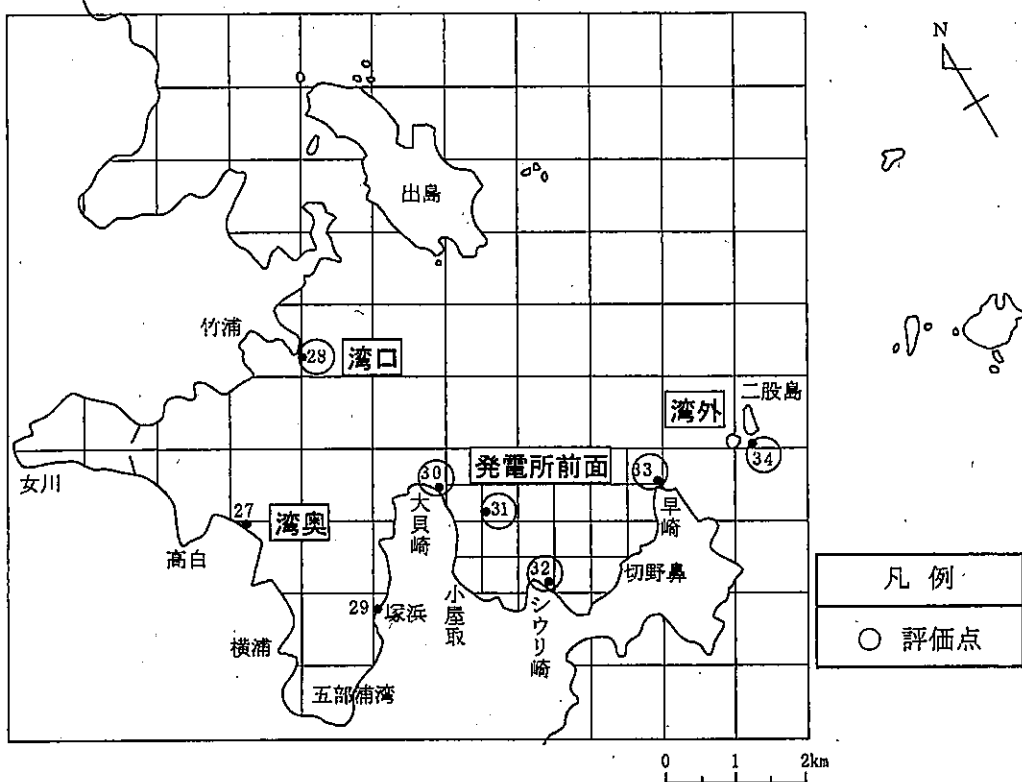 N
出島
竹浦
28
湾口
二股島
湾外
34
発電所前面
30
33
31
女川
27
湾奥
大貝崎
早崎
高白
32
切野鼻
29
塚浜
小屋取
シウリ崎
横浦
五部浦湾
凡例
○ 評価点
0 1 2km